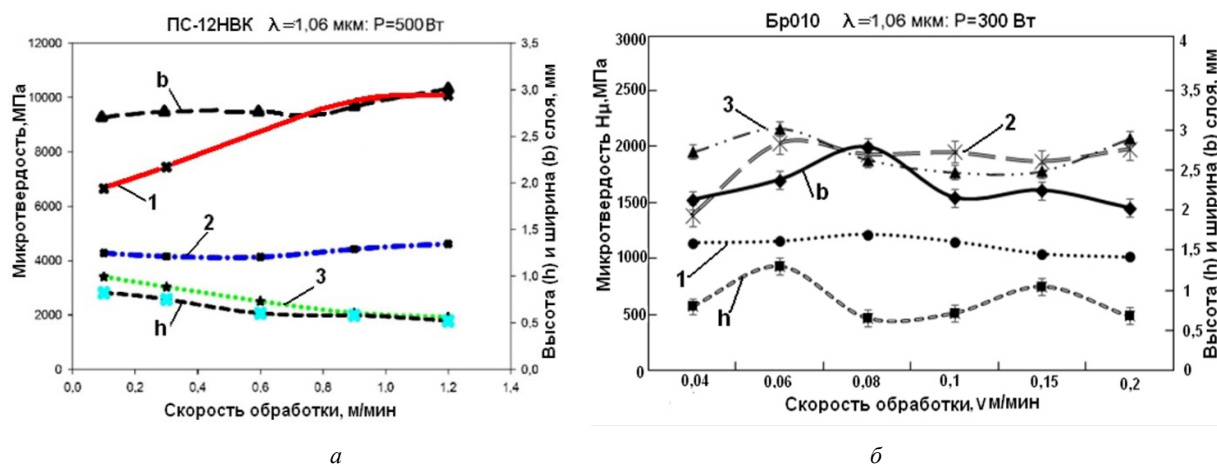 ПС-12НВК λ=1,06 мкм: Р=500Вт
Микротвердость,МПа
12000
10000
8000
6000
4000
2000
0
b
1
2
3
h
3,5
3,0
2,5
2,0
1,5
1,0
0,5
0,0
Высота (h) и ширина (b) слоя, мм
0,0 0,2 0,4 0,6 0,8 1,0 1,2 1,4
Скорость обработки, м/мин
а
Бр010 λ=1,06 мкм: Р=300 Вт
Микротвердость Нμ.МПа
3000
2500
2000
1500
1000
500
0
3
2
b
1
h
4
3,5
3
2,5
2
1,5
1
0,5
0
Высота (h) и ширина (b) слоя, мм
0,04 0,06 0,08 0,1 0,15 0,2
Скорость обработки,V м/мин
б